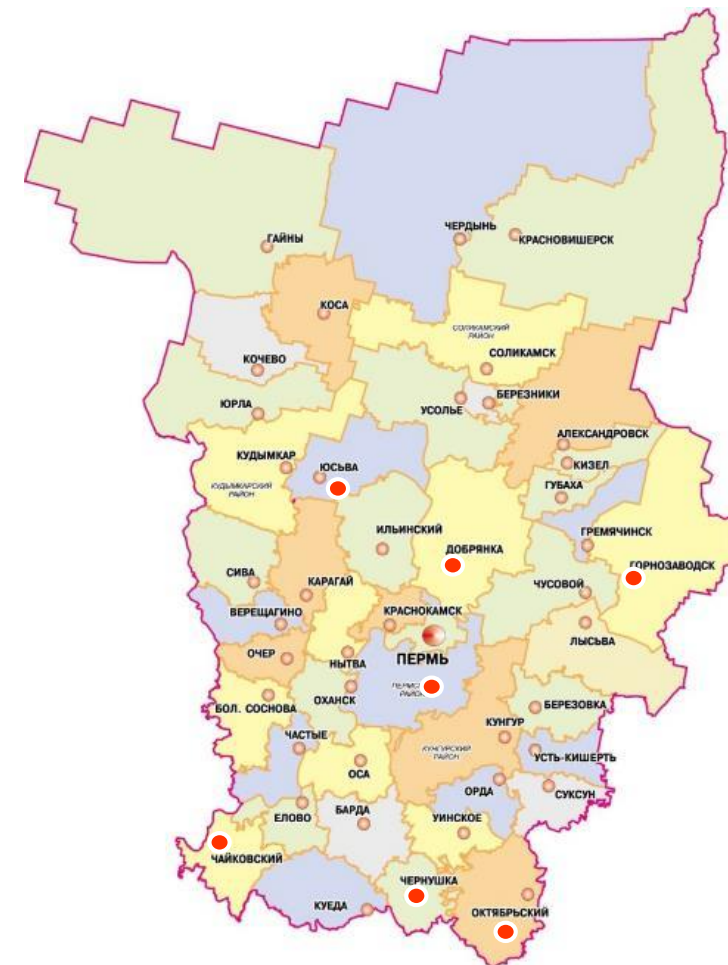 ГАЙНЫ
ЧЕРДЫНЬ
КРАСНОВИШЕРСК
КОСА
СОЛИКАМСКИЙ
РАЙОН
СОЛИКАМСК
КОЧЕВО
ЮРЛА
УСОЛЬЕ
БЕРЕЗНИКИ
АЛЕКСАНДРОВСК
КУДЫМКАР
ЮСЬВА
КИЗЕЛ
КУДЫМКАРСКИЙ
РАЙОН
ГУБАХА
ИЛЬИНСКИЙ
ДОБРЯНКА
ГРЕМЯЧИНСК
ГОРНОЗАВОДСК
СИВА
КАРАГАЙ
ЧУСОВОЙ
ВЕРЕЩАГИНО
КРАСНОКАМСК
ЛЫСЬВА
ОЧЕР
НЫТВА
ПЕРМЬ
РАЙОН
БОЛ. СОСНОВА
ОХАНСК
БЕРЕЗОВКА
ЧАСТЫЕ
КУНГУР
КУНГУРСКИЙ
РАЙОН
УСТЬ-КИШЕРТЬ
ОСА
ОРДА
СУКСУН
ЕЛОВО
БАРДА
УИНСКОЕ
ЧАЙКОВСКИЙ
ЧЕРНУШКА
КУЕДА
ОКТЯБРЬСКИЙ